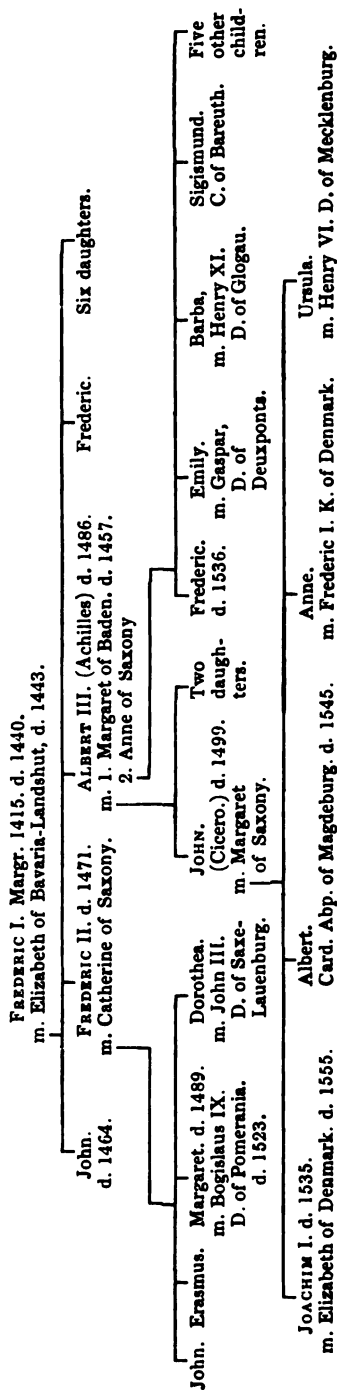 FREDERIC I. Margr. 1415. d. 1440.
m. Elizabeth of Bavaria-Landshut, d. 1443.
John.
d. 1464.
FREDERIC II. d. 1471.
m. Catherine of Saxony.
ALBERT III. (Achilles) d. 1486.
m. 1. Margaret of Baden. d. 1457.
2. Anne of Saxony
Frederic.
Six daughters.
John.
Erasmus.
Margaret. d. 1489.
m. Bogislaus IX.
D. of Pomerania.
d. 1523.
Dorothea.
m. John III.
D. of Saxe-
Lauenburg.
JOHN.
(Cicero.) d. 1499.
m. Margaret
of Saxony.
Two
daugh-
ters.
Frederic.
d. 1536.
Emily.
m. Gaspar,
D. of
Deuxponts.
Barba,
m. Henry XI.
D. of Glogau.
Sigismund.
C. of Bareuth.
Five
other
child-
ren.
JOACHIM I. d. 1535.
m. Elizabeth of Denmark. d. 1555.
Albert.
Card. Abp. of Magdeburg. d. 1545.
Anne.
m. Frederic I. K. of Denmark.
Ursula.
m. Henry VI. D. of Mecklenburg.